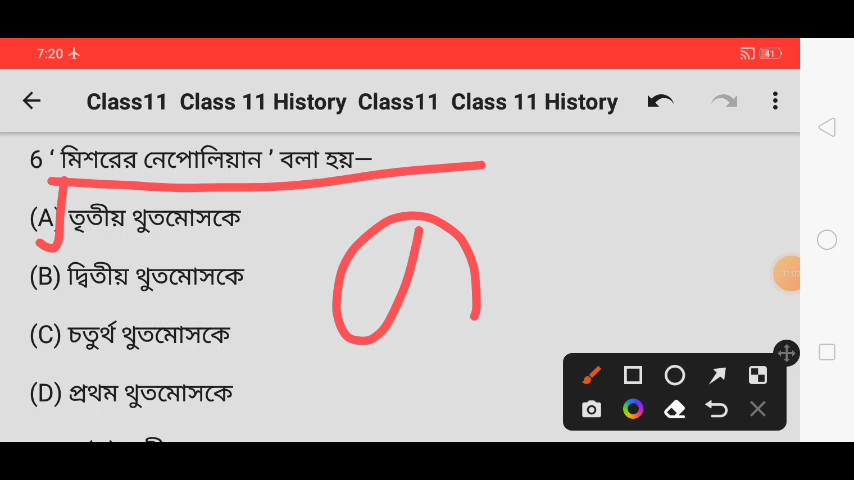 7:20
41
Class11 Class 11 History Class11 Class 11 History
6 ‘ মিশরের নেপোলিয়ান ’ বলা হয়—
(A) তৃতীয় থুতমোসকে
(B) দ্বিতীয় থুতমোসকে
(C) চতুর্থ থুতমোসকে
(D) প্রথম থুতমোসকে